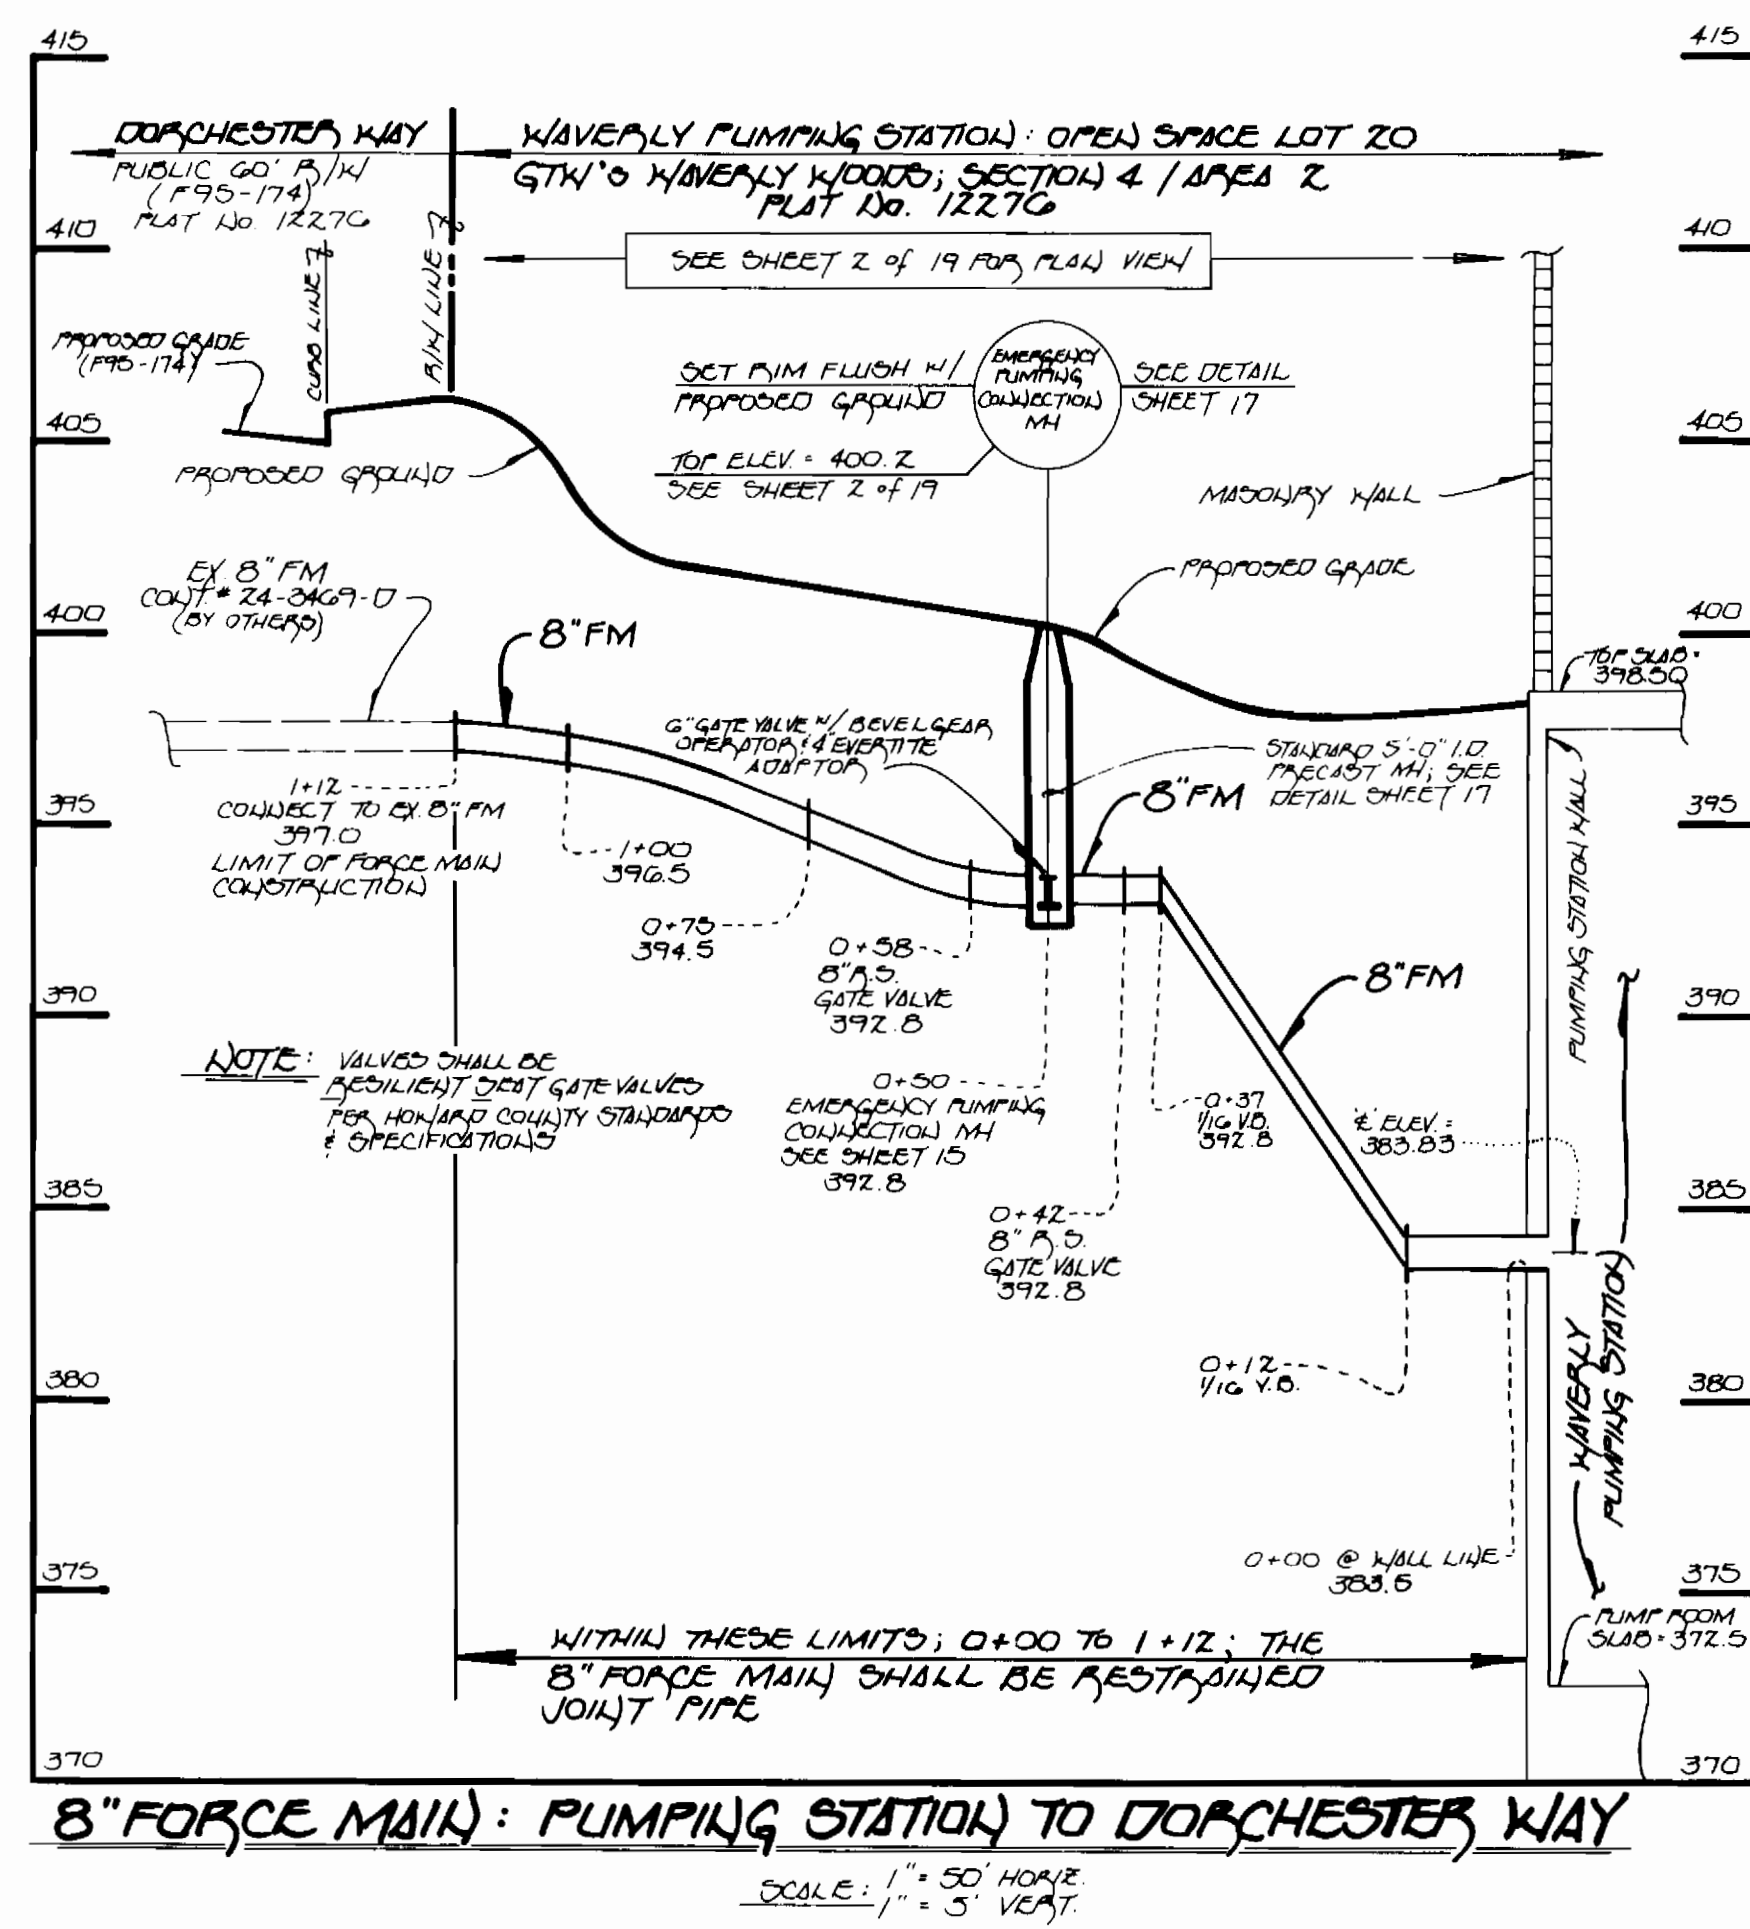 415
415
DORCHESTER WAY
PUBLIC 60' R/W
(F95-174)
PLAT No. 12276
WAVERLY PUMPING STATION: OPEN SPACE LOT 20
GTW'S WAVERLY WOODS; SECTION 4 / AREA 2
PLAT No. 12276
410
410
CURB LINE
R/W LINE
SEE SHEET 2 of 19 FOR PLAN VIEW
PROPOSED GRADE
(F95-174)
SET RIM FLUSH W/
PROPOSED GROUND
EMERGENCY
PUMPING
CONNECTION
MH
SEE DETAIL
SHEET 17
405
405
PROPOSED GROUND
TOP ELEV. = 400.2
SEE SHEET 2 of 19
MASONRY WALL
EX. 8" FM
CONT. # 24-3469-D
(BY OTHERS)
PROPOSED GRADE
400
400
8" FM
TOP SLAB =
398.50
6" GATE VALVE W/ BEVEL GEAR
OPERATOR & 4" EVERTITE
ADAPTOR
STANDARD 5'-0" I.D.
PRECAST MH; SEE
DETAIL SHEET 17
8" FM
395
395
1+12
CONNECT TO EX. 8" FM
397.0
LIMIT OF FORCE MAIN
CONSTRUCTION
1+00
396.5
0+75
394.5
0+58
8" R.S.
GATE VALVE
392.8
PUMPING STATION WALL
8" FM
390
390
NOTE: VALVES SHALL BE
RESILIENT SEAT GATE VALVES
PER HOWARD COUNTY STANDARDS
& SPECIFICATIONS
0+50
EMERGENCY PUMPING
CONNECTION MH
SEE SHEET 15
392.8
0+37
1/16 V.B.
392.8
℄ ELEV. =
383.83
385
385
0+42
8" R.S.
GATE VALVE
392.8
0+12
1/16 V.B.
380
380
WAVERLY
PUMPING STATION
0+00 @ WALL LINE
383.5
375
375
PUMP ROOM
SLAB = 372.5
WITHIN THESE LIMITS; 0+00 TO 1+12; THE
8" FORCE MAIN SHALL BE RESTRAINED
JOINT PIPE
370
370
8" FORCE MAIN: PUMPING STATION TO DORCHESTER WAY
SCALE: 1" = 50' HORIZ.
1" = 5' VERT.